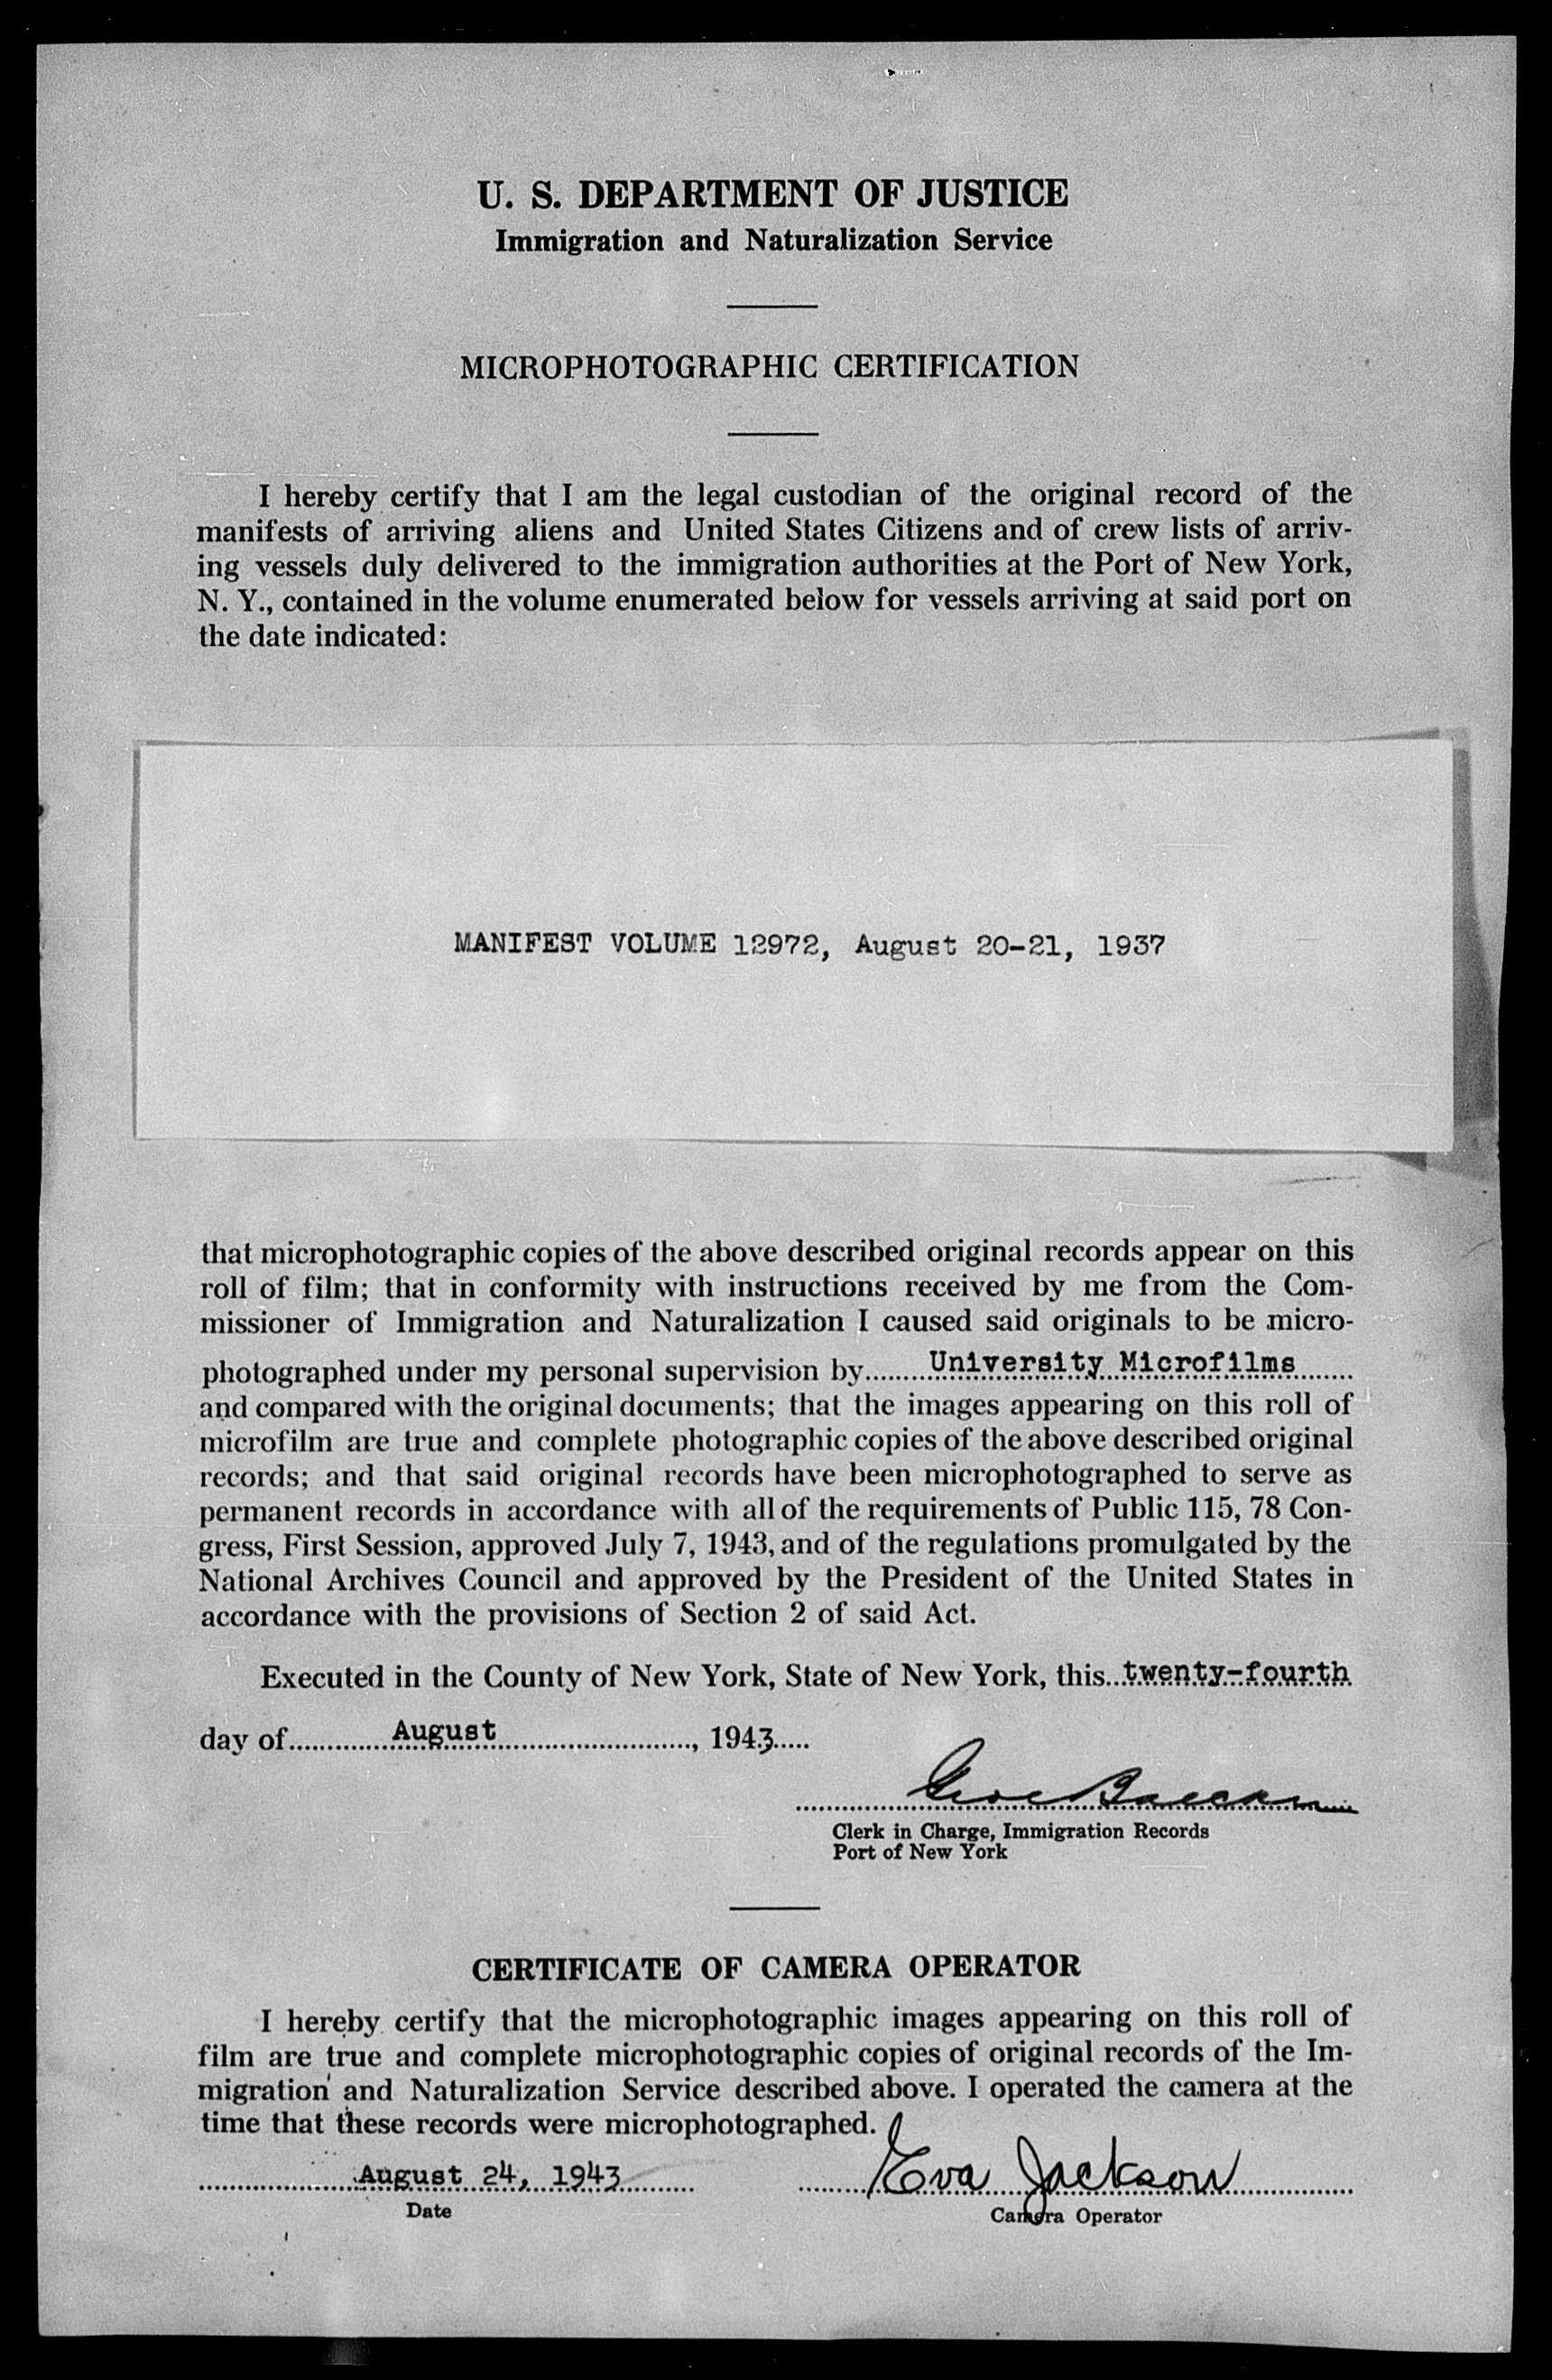 U. S. DEPARTMENT OF JUSTICE
Immigration and Naturalization Service
MICROPHOTOGRAPHIC CERTIFICATION
I hereby certify that I am the legal custodian of the original record of the
manifests of arriving aliens and United States Citizens and of crew lists of arriv-
ing vessels duly delivered to the immigration authorities at the Port of New York,
N. Y., contained in the volume enumerated below for vessels arriving at said port on
the date indicated:
MANIFEST VOLUME 12972, August 20-21, 1937
that microphotographic copies of the above described original records appear on this
roll of film; that in conformity with instructions received by me from the Com-
missioner of Immigration and Naturalization I caused said originals to be micro-
photographed under my personal supervision by University Microfilms
and compared with the original documents; that the images appearing on this roll of
microfilm are true and complete photographic copies of the above described original
records; and that said original records have been microphotographed to serve as
permanent records in accordance with all of the requirements of Public 115, 78 Con-
gress, First Session, approved July 7, 1943, and of the regulations promulgated by the
National Archives Council and approved by the President of the United States in
accordance with the provisions of Section 2 of said Act.
Executed in the County of New York, State of New York, this twenty-fourth
day of August, 1943
Clerk in Charge, Immigration Records
Port of New York
CERTIFICATE OF CAMERA OPERATOR
I hereby certify that the microphotographic images appearing on this roll of
film are true and complete microphotographic copies of original records of the Im-
migration and Naturalization Service described above. I operated the camera at the
time that these records were microphotographed.
August 24, 1943 Eva Jackson
Date Camera Operator